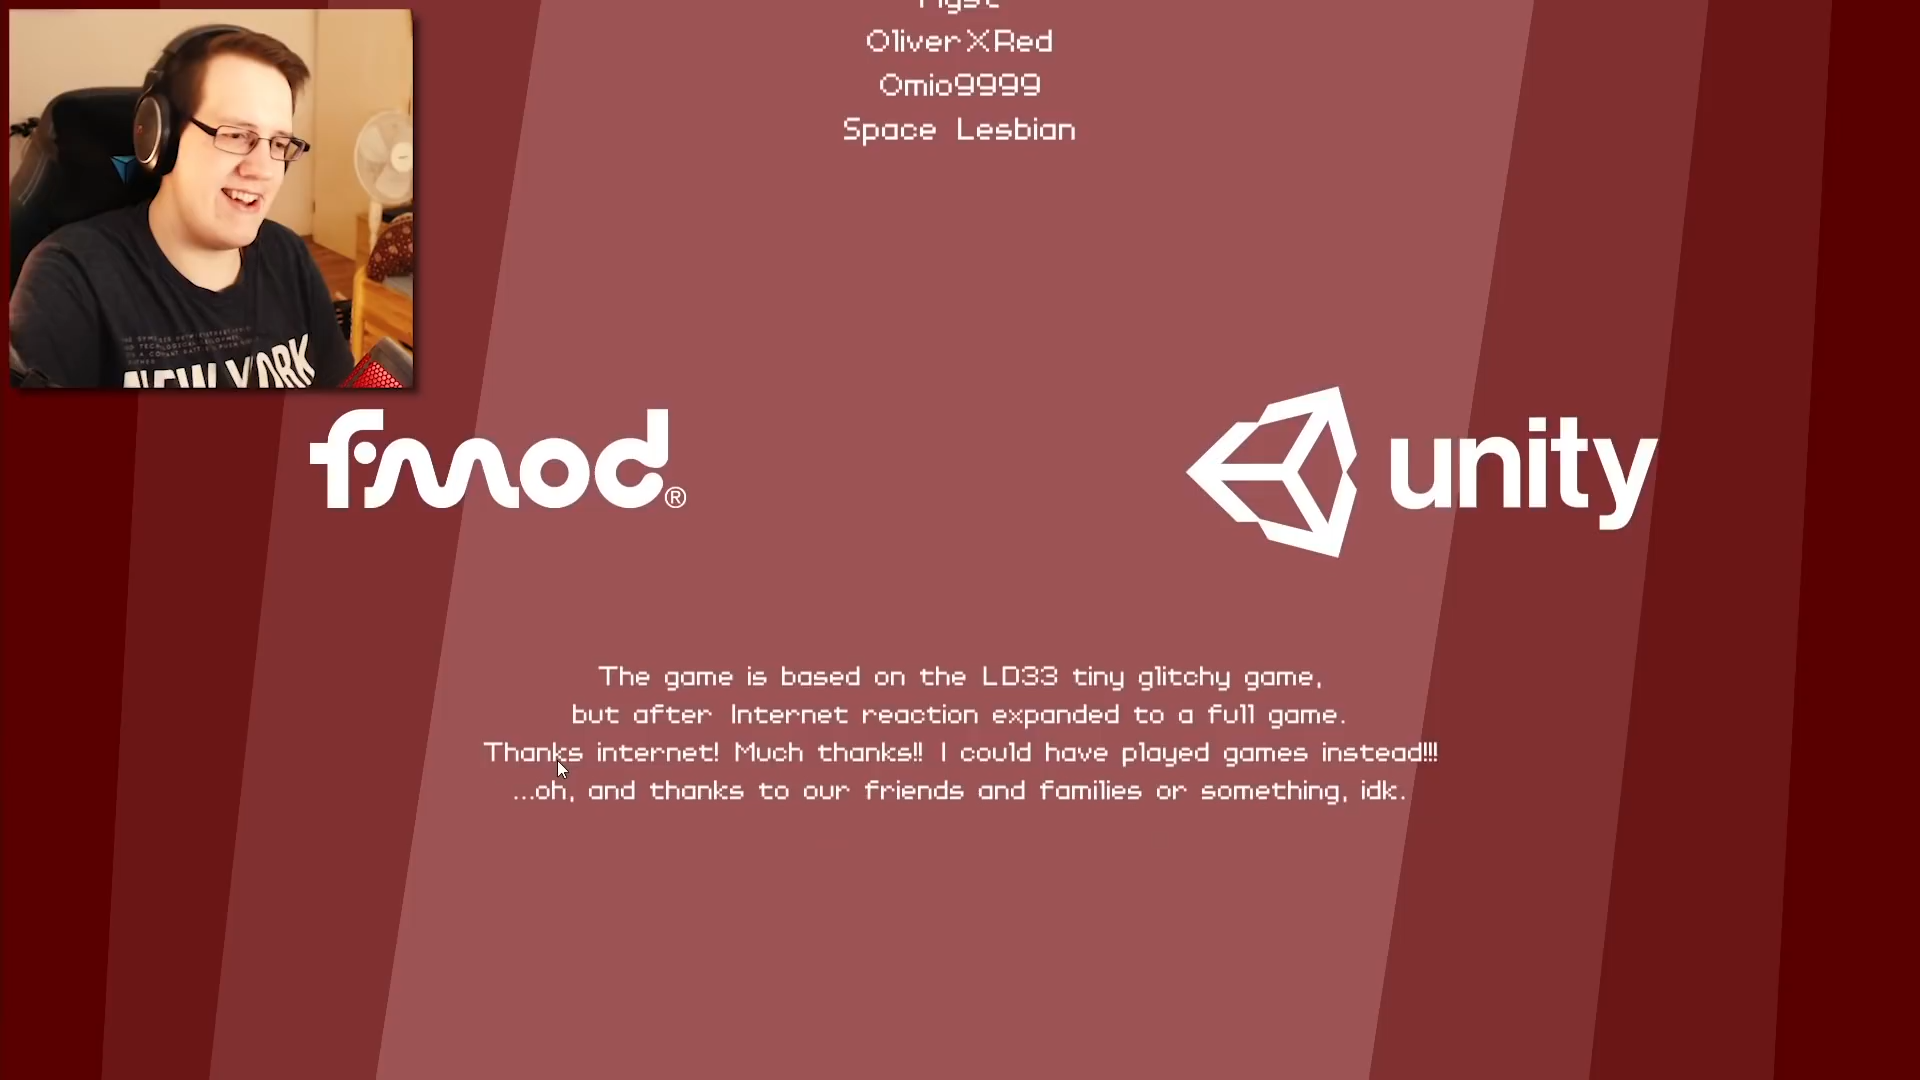 OliverXRed
Omio9999
Space Lesbian
NEW YORK
fmod®
unity
The game is based on the LD33 tiny glitchy game,
but after Internet reaction expanded to a full game.
Thanks internet! Much thanks!! I could have played games instead!!!
...oh, and thanks to our friends and families or something, idk.